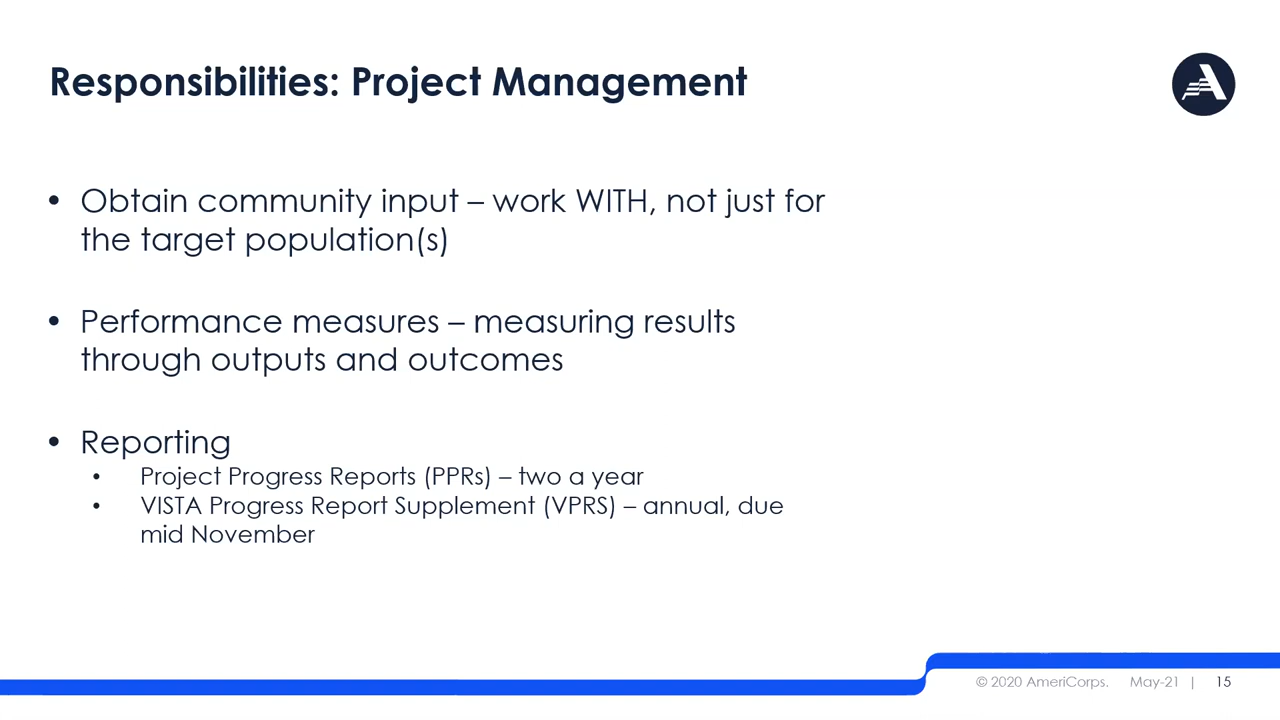 Responsibilities: Project Management
• Obtain community input – work WITH, not just for
the target population(s)
• Performance measures – measuring results
through outputs and outcomes
• Reporting
• Project Progress Reports (PPRs) – two a year
• VISTA Progress Report Supplement (VPRS) – annual, due
mid November
© 2020 AmeriCorps. May-21 | 15